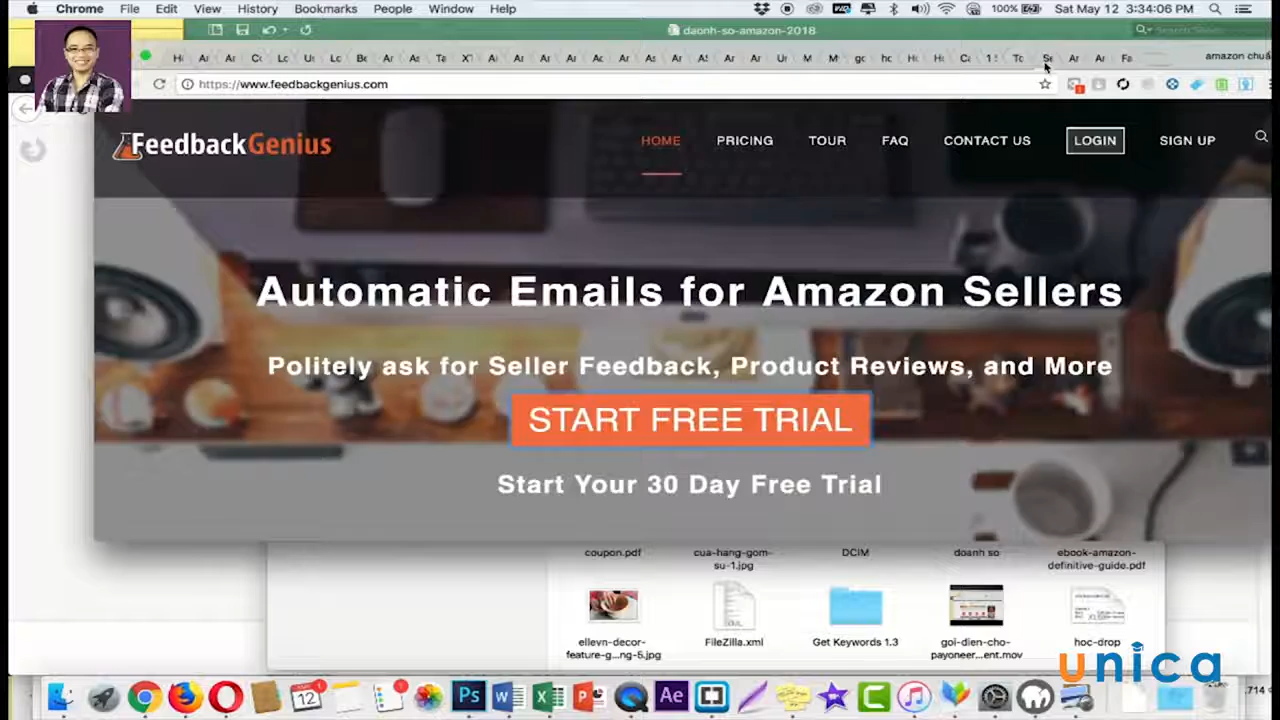 Chrome File Edit View History Bookmarks People Window Help 100% Sat May 12 3:34:06 PM
daonh-so-amazon-2018
amazon chuẩ
https://www.feedbackgenius.com
FeedbackGenius HOME PRICING TOUR FAQ CONTACT US LOGIN SIGN UP
Automatic Emails for Amazon Sellers
Politely ask for Seller Feedback, Product Reviews, and More
START FREE TRIAL
Start Your 30 Day Free Trial
coupon.pdf cua-hang-gom-su-1.jpg DCIM doanh so ebook-amazon-definitive-guide.pdf
ellevn-decor-feature-g...ng-5.jpg FileZilla.xml Get Keywords 1.3 goi-dien-cho-payoneer...ent.mov hoc-drop
unica
.714